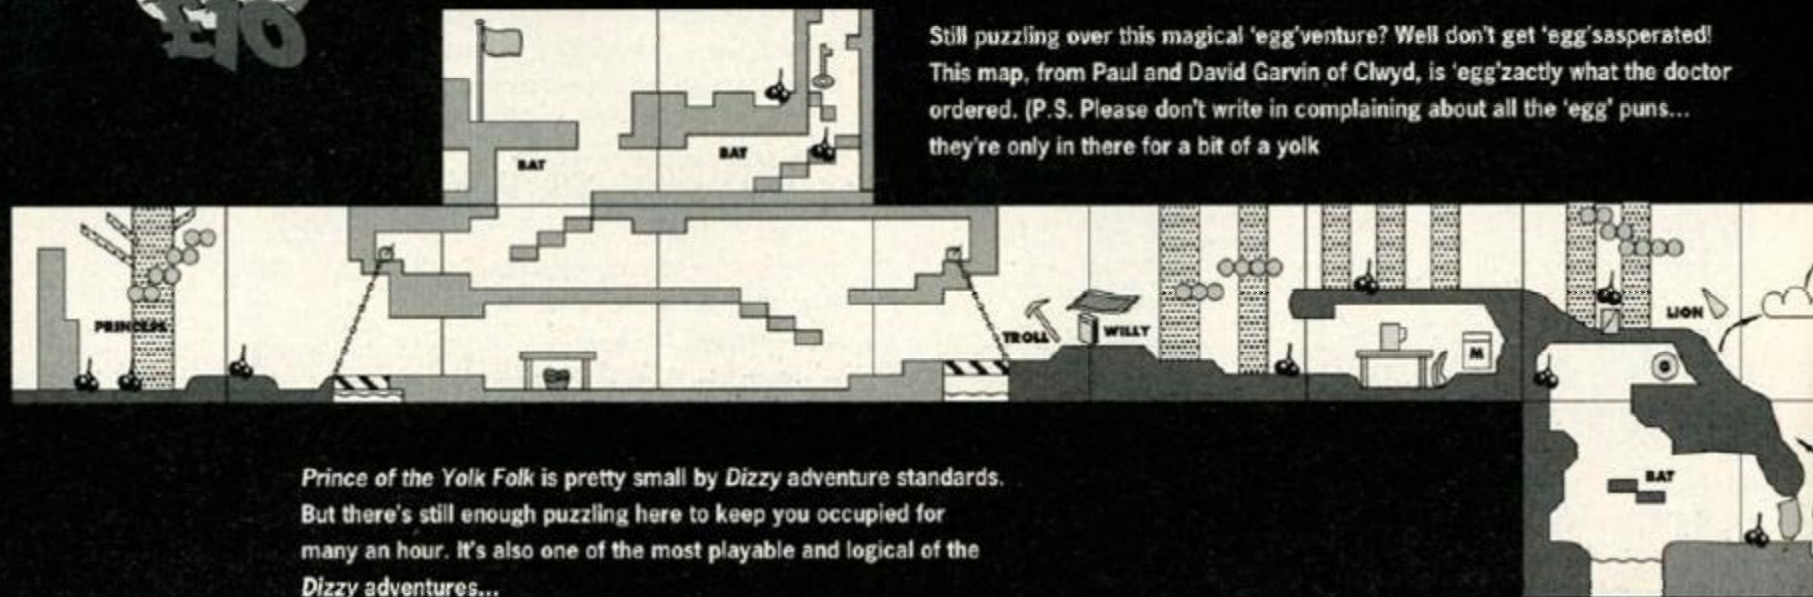 £10
Still puzzling over this magical 'egg'venture? Well don't get 'egg'sasperated!
This map, from Paul and David Garvin of Clwyd, is 'egg'zactly what the doctor
ordered. (P.S. Please don't write in complaining about all the 'egg' puns...
they're only in there for a bit of a yolk
BAT
BAT
PRINCESS
TROLL
WILLY
M
LION
BAT
Prince of the Yolk Folk is pretty small by Dizzy adventure standards.
But there's still enough puzzling here to keep you occupied for
many an hour. It's also one of the most playable and logical of the
Dizzy adventures...